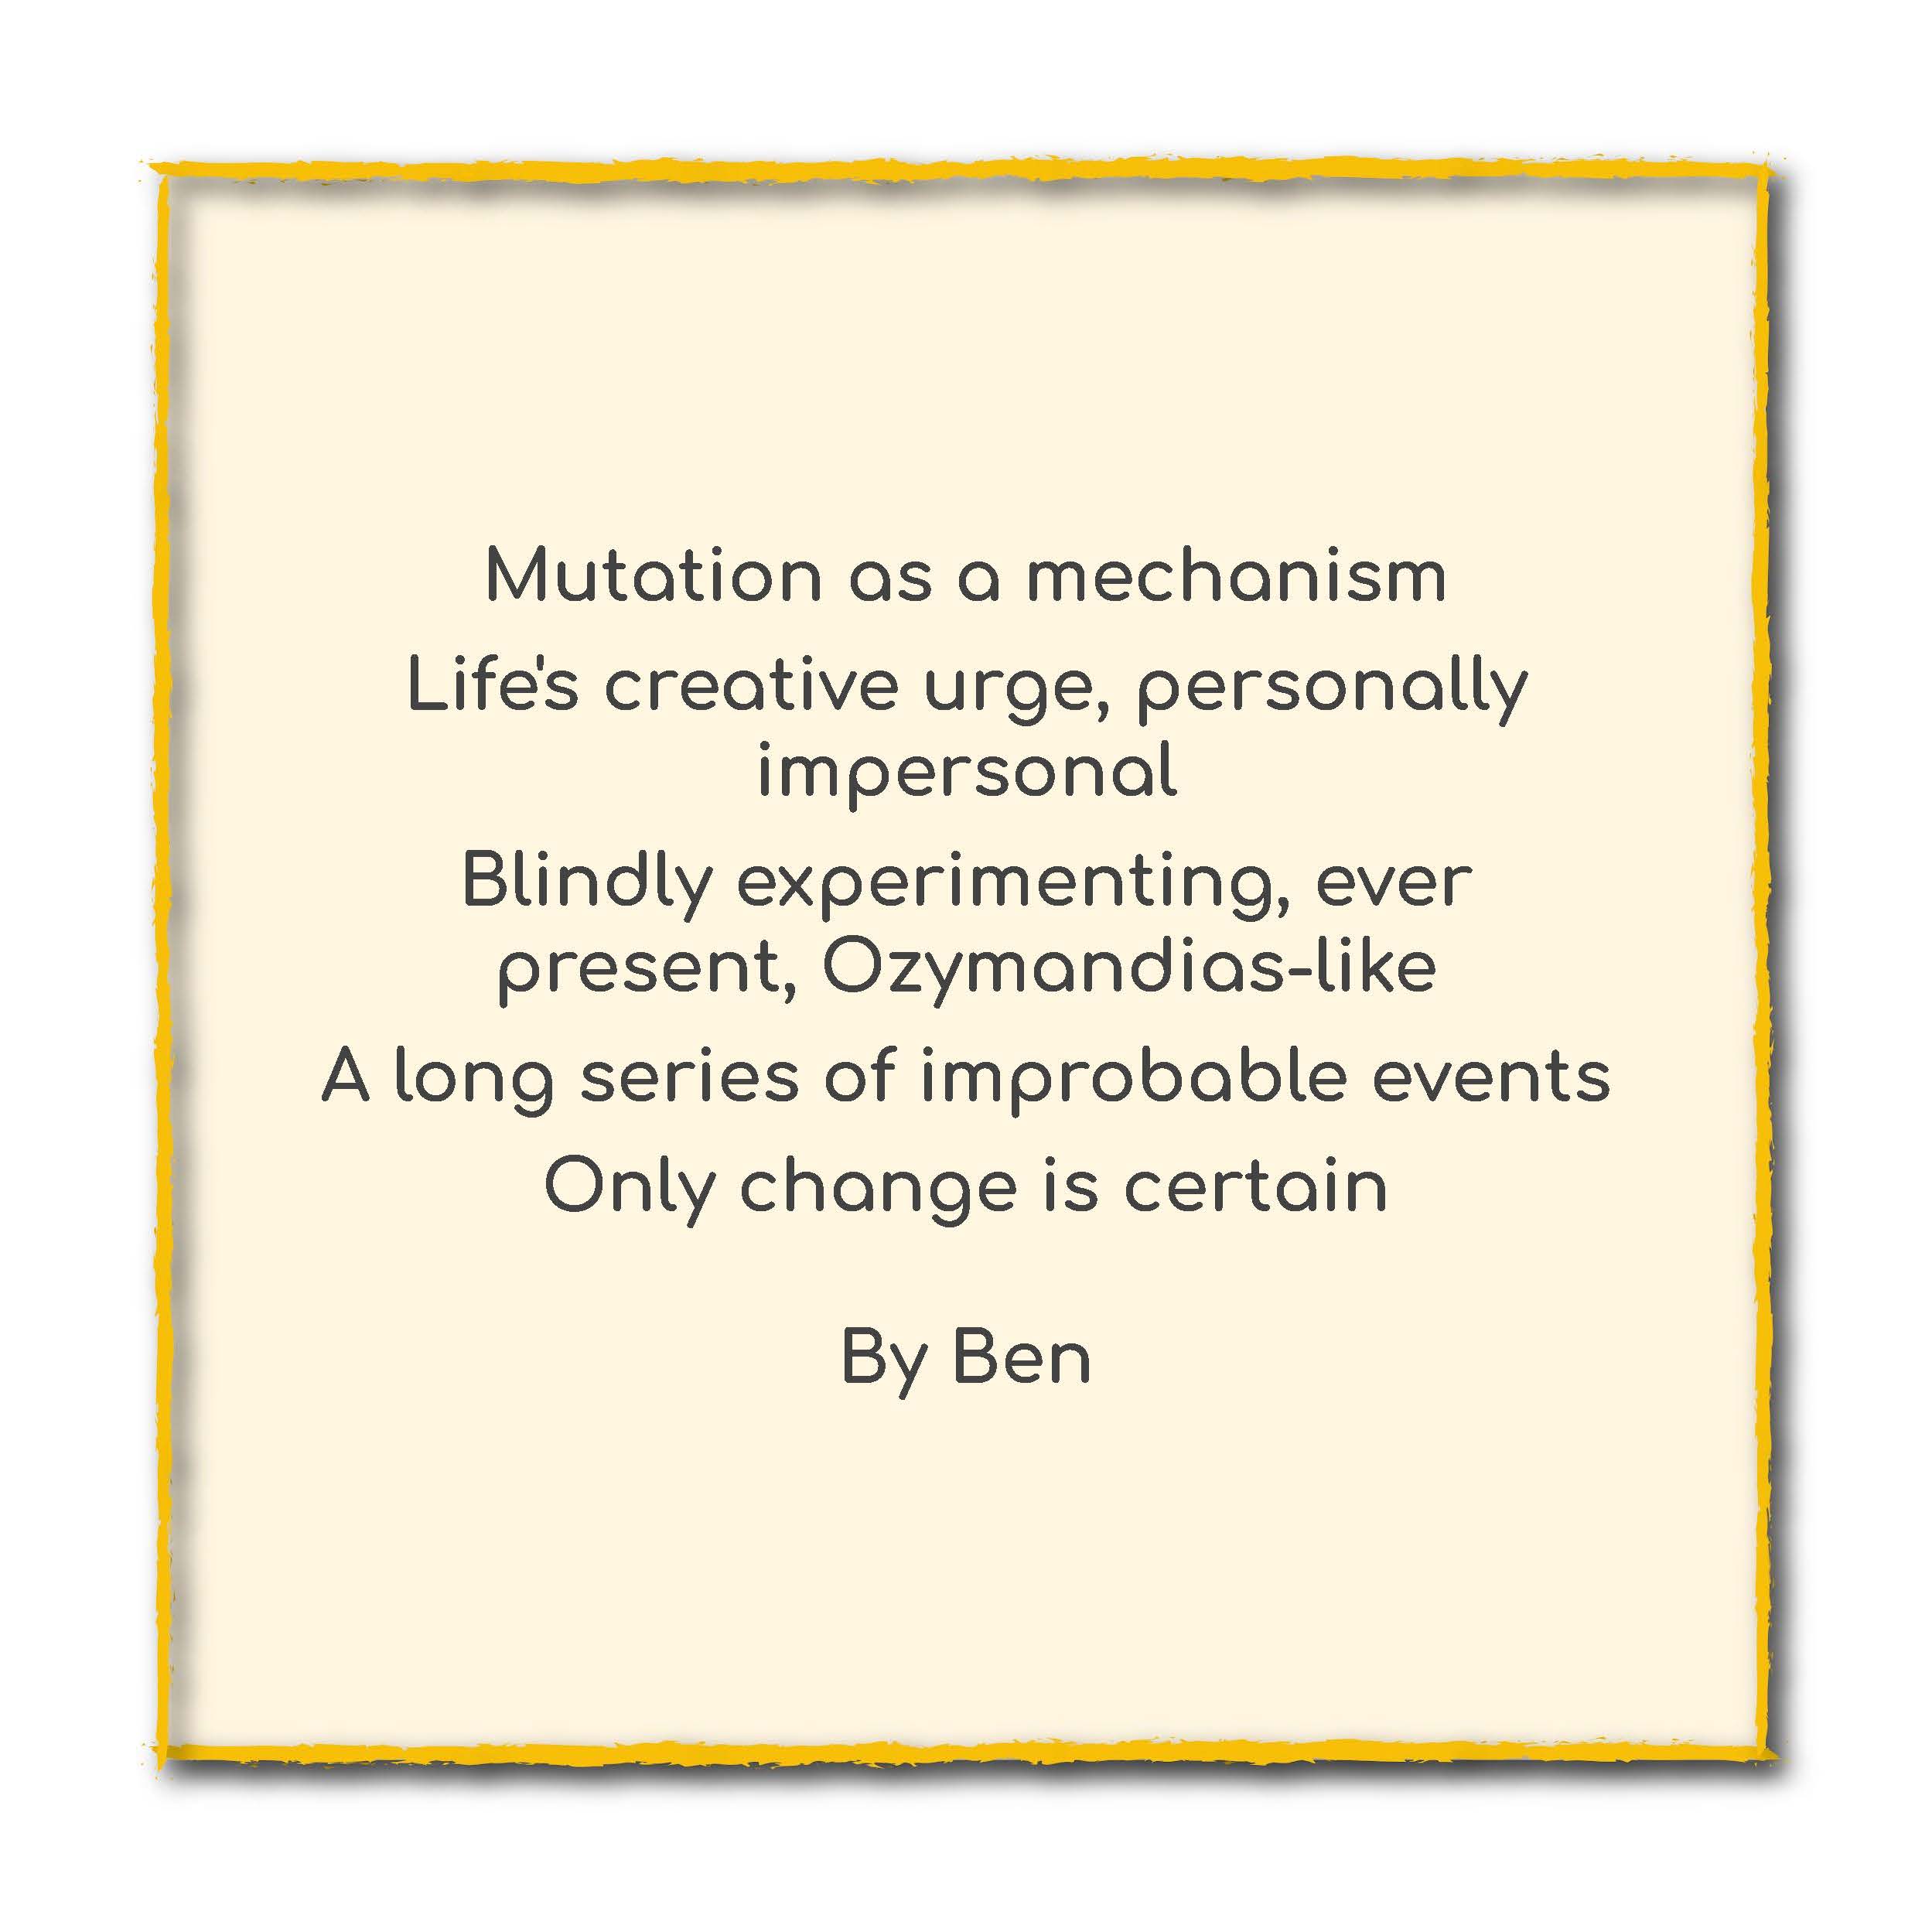 Mutation as a mechanism
Life's creative urge, personally
impersonal
Blindly experimenting, ever
present, Ozymandias-like
A long series of improbable events
Only change is certain
By Ben